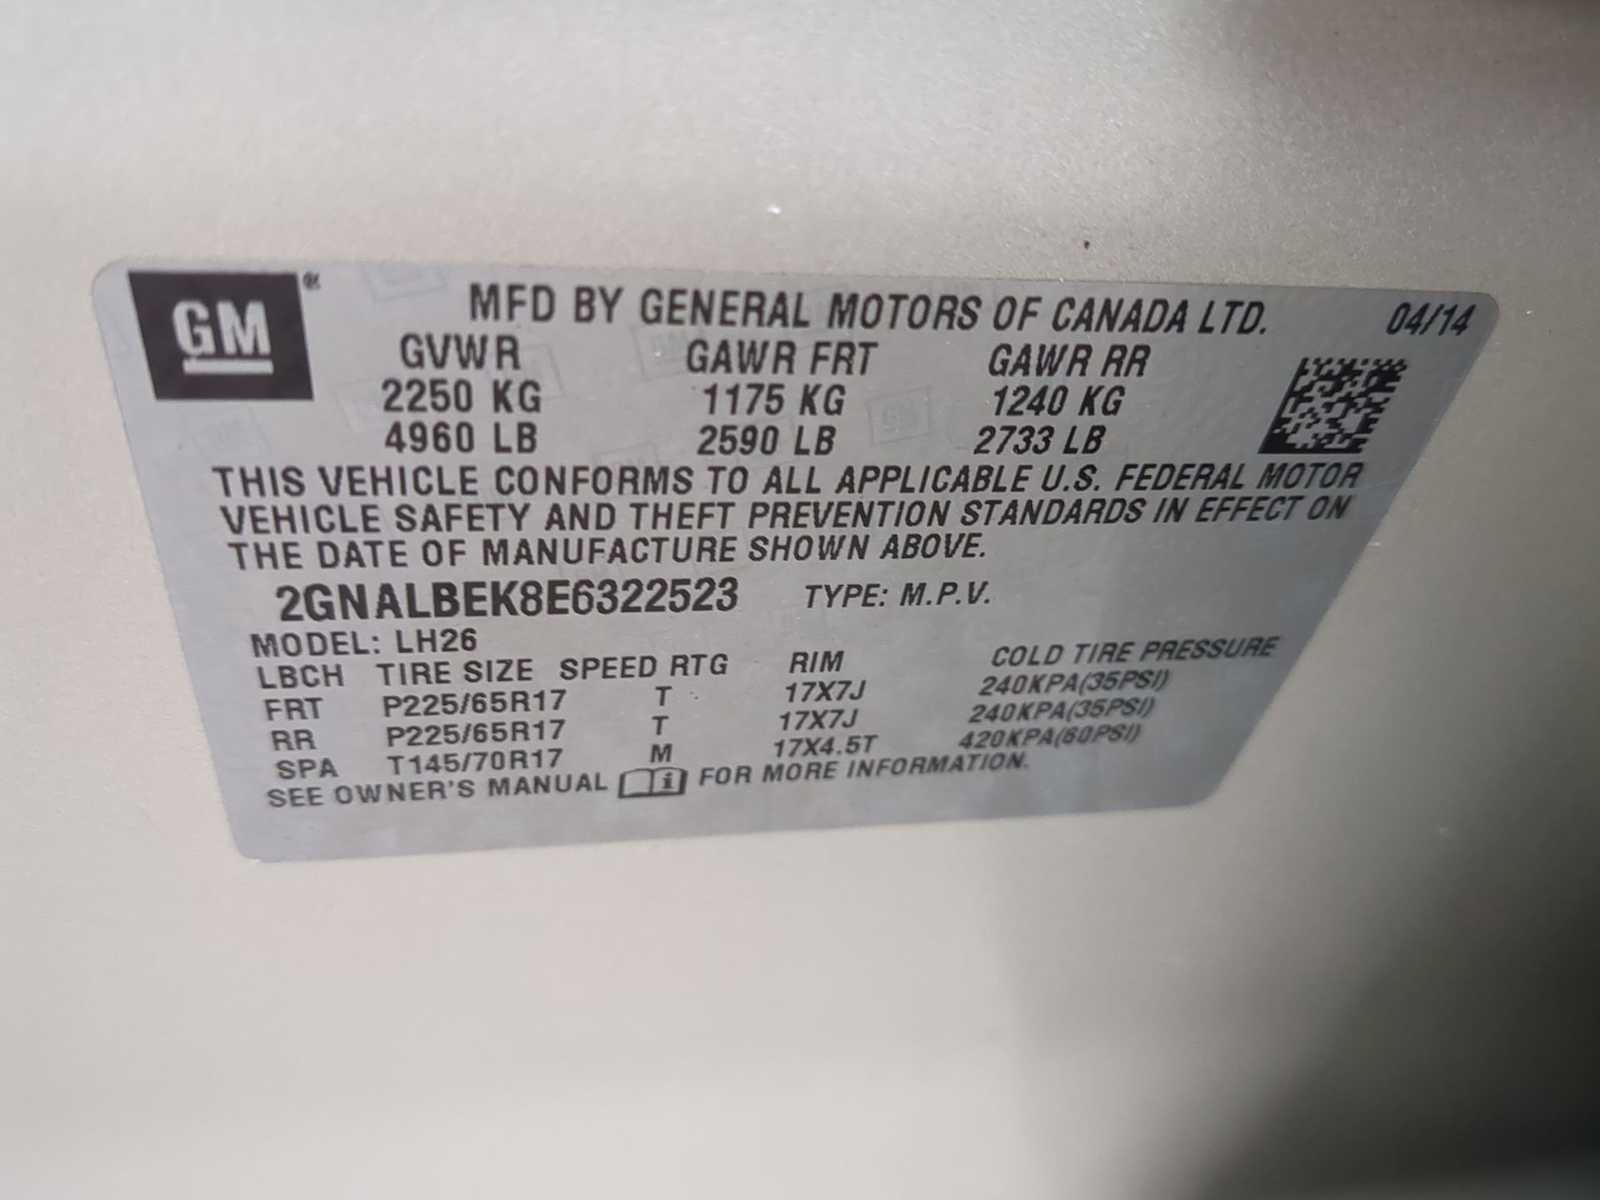 GM ®
MFD BY GENERAL MOTORS OF CANADA LTD. 04/14
GVWR GAWR FRT GAWR RR
2250 KG 1175 KG 1240 KG
4960 LB 2590 LB 2733 LB
THIS VEHICLE CONFORMS TO ALL APPLICABLE U.S. FEDERAL MOTOR
VEHICLE SAFETY AND THEFT PREVENTION STANDARDS IN EFFECT ON
THE DATE OF MANUFACTURE SHOWN ABOVE.
2GNALBEK8E6322523 TYPE: M.P.V.
MODEL: LH26
LBCH TIRE SIZE SPEED RTG RIM COLD TIRE PRESSURE
FRT P225/65R17 T 17X7J 240KPA(35PSI)
RR P225/65R17 T 17X7J 240KPA(35PSI)
SPA T145/70R17 M 17X4.5T 420KPA(60PSI)
SEE OWNER'S MANUAL i FOR MORE INFORMATION.